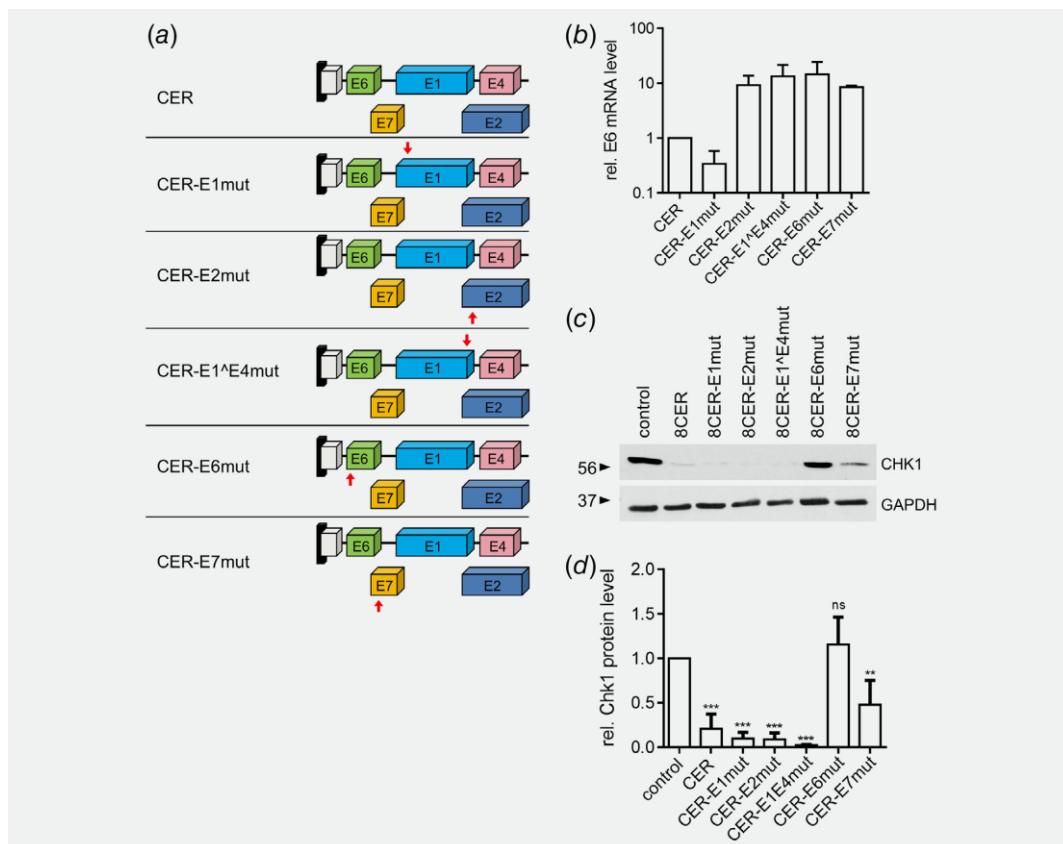 (a)
CER
E6
E1
E4
E7
E2
CER-E1mut
E6
E1
E4
E7
E2
CER-E2mut
E6
E1
E4
E7
E2
CER-E1^E4mut
E6
E1
E4
E7
E2
CER-E6mut
E6
E1
E4
E7
E2
CER-E7mut
E6
E1
E4
E7
E2
(b)
rel. E6 mRNA level
100
10
1
0.1
CER
CER-E1mut
CER-E2mut
CER-E1^E4mut
CER-E6mut
CER-E7mut
(c)
control
8CER
8CER-E1mut
8CER-E2mut
8CER-E1^E4mut
8CER-E6mut
8CER-E7mut
56
CHK1
37
GAPDH
(d)
rel. Chk1 protein level
2.0
1.5
1.0
0.5
0.0
***
***
***
***
ns
**
control
CER
CER-E1mut
CER-E2mut
CER-E1E4mut
CER-E6mut
CER-E7mut